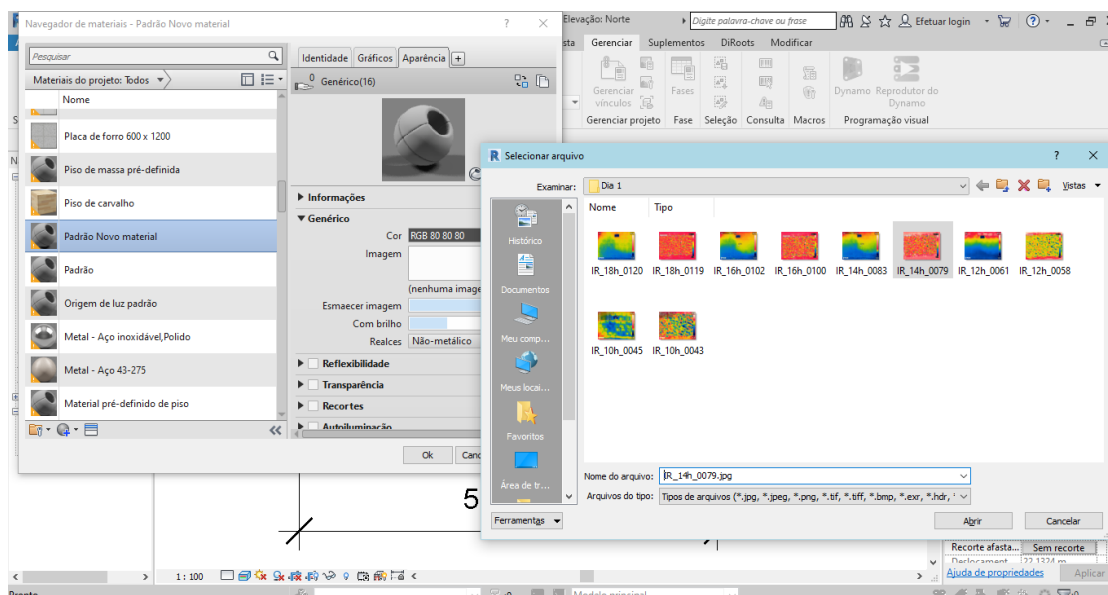 Navegador de materiais - Padrão Novo material
Elevação: Norte
Digite palavra-chave ou frase
Efetuar login
Gerenciar Suplementos DiRoots Modificar
Pesquisar
Materiais do projeto: Todos
Nome
Placa de forro 600 x 1200
Piso de massa pré-definida
Piso de carvalho
Padrão Novo material
Padrão
Origem de luz padrão
Metal - Aço inoxidável,Polido
Metal - Aço 43-275
Material pré-definido de piso
Identidade Gráficos Aparência +
0
Genérico(16)
Informações
Genérico
Cor RGB 80 80 80
Imagem
(nenhuma image
Esmaecer imagem
Com brilho
Realces Não-metálico
Reflexibilidade
Transparência
Recortes
Autoiluminação
Ok
Gerenciar vínculos
Fases
Dynamo Reprodutor do Dynamo
Gerenciar projeto Fase Seleção Consulta Macros Programação visual
Selecionar arquivo
Examinar: Dia 1
Vistas
Histórico
Documentos
Meu comp...
Meus locai...
Favoritos
Área de tr...
Nome Tipo
IR_18h_0120 IR_18h_0119 IR_16h_0102 IR_16h_0100 IR_14h_0083 IR_14h_0079 IR_12h_0061 IR_12h_0058
IR_10h_0045 IR_10h_0043
Nome do arquivo: IR_14h_0079.jpg
Arquivos do tipo: Tipos de arquivos (*.jpg, *.jpeg, *.png, *.tif, *.tiff, *.bmp, *.exr, *.hdr,
Ferramentas
Abrir Cancelar
5
1 : 100
Recorte afasta... Sem recorte
Deslocament... 22.1324 m
Ajuda de propriedades Aplicar
Pronto
Modelo principal